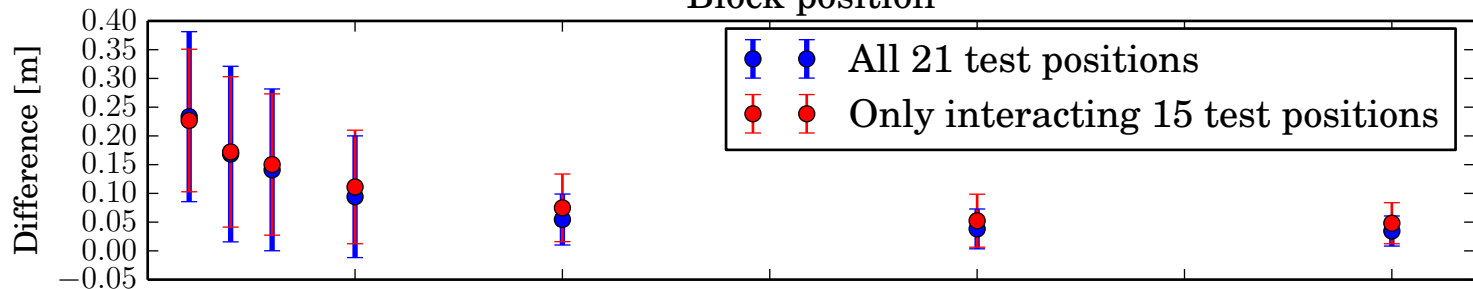 Block position
Difference [m]
0.40
0.35
0.30
0.25
0.20
0.15
0.10
0.05
0.00
−0.05
All 21 test positions
Only interacting 15 test positions